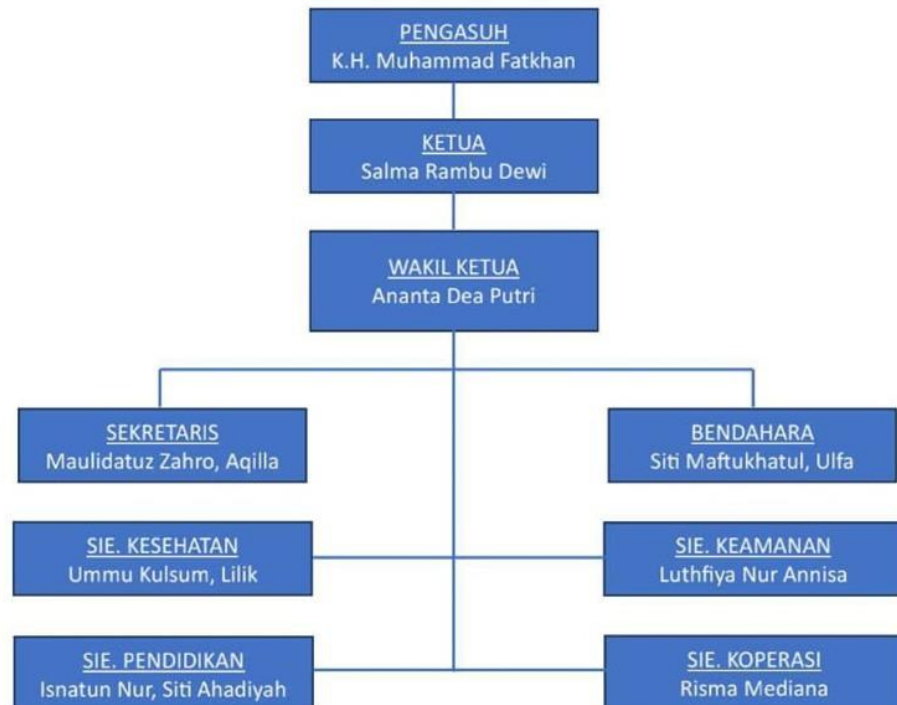 PENGASUH
K.H. Muhammad Fatkhan
KETUA
Salma Rambu Dewi
WAKIL KETUA
Ananta Dea Putri
SEKRETARIS
Maulidatuz Zahro, Aqilla
BENDAHARA
Siti Maftukhatul, Ulfa
SIE. KESEHATAN
Ummu Kulsum, Lilik
SIE. KEAMANAN
Luthfiya Nur Annisa
SIE. PENDIDIKAN
Isnatun Nur, Siti Ahadiyah
SIE. KOPERASI
Risma Mediana